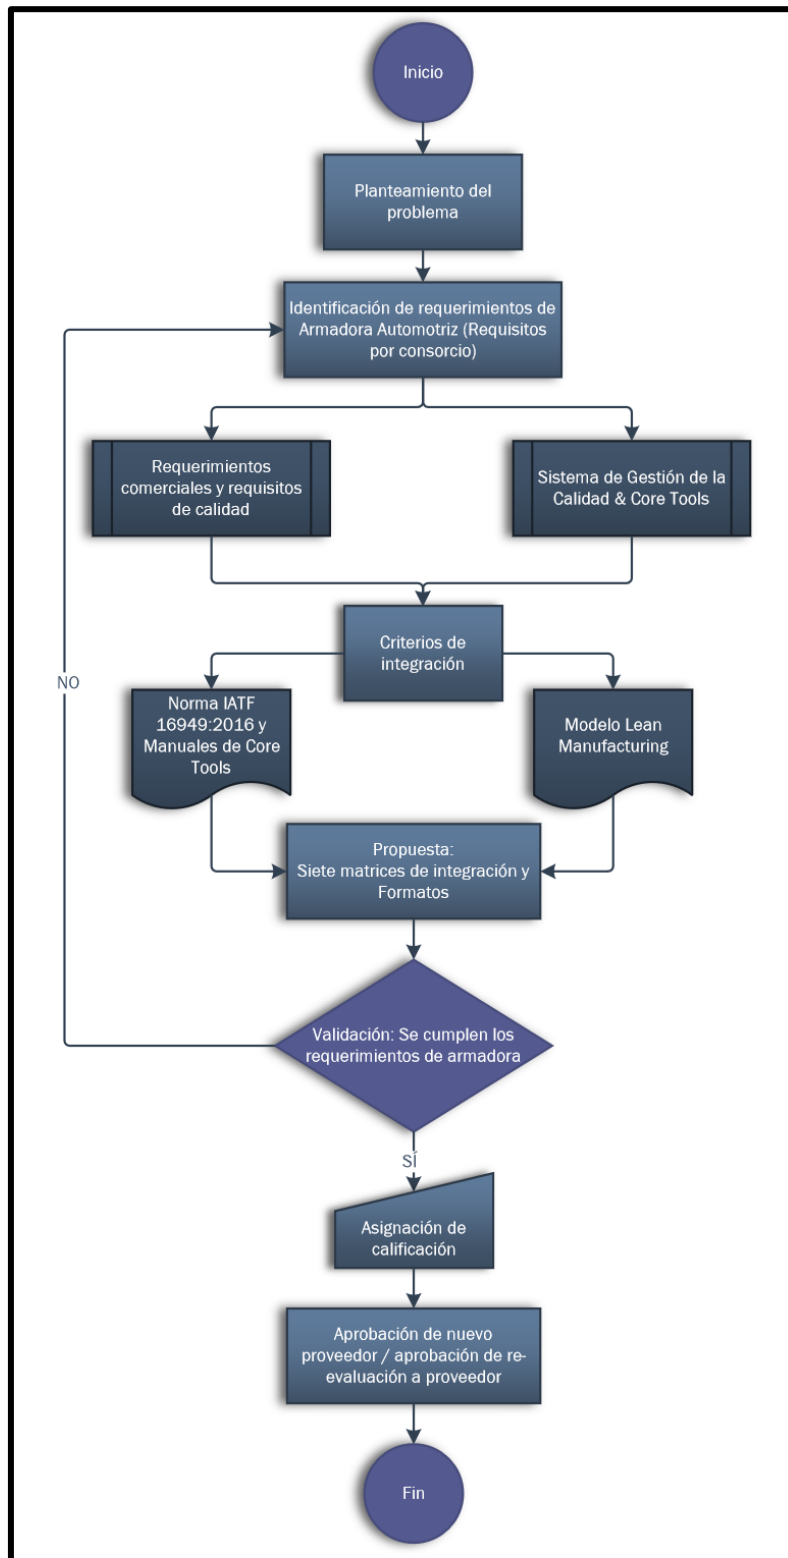 Inicio
Planteamiento del
problema
Identificación de requerimientos de
Armadora Automotriz (Requisitos
por consorcio)
Requerimientos
comerciales y requisitos
de calidad
Sistema de Gestión de la
Calidad & Core Tools
Criterios de
integración
NO
Norma IATF
16949:2016 y
Manuales de Core
Tools
Modelo Lean
Manufacturing
Propuesta:
Siete matrices de integración y
Formatos
Validación: Se cumplen los
requerimientos de armadora
SÍ
Asignación de
calificación
Aprobación de nuevo
proveedor / aprobación de re-
evaluación a proveedor
Fin